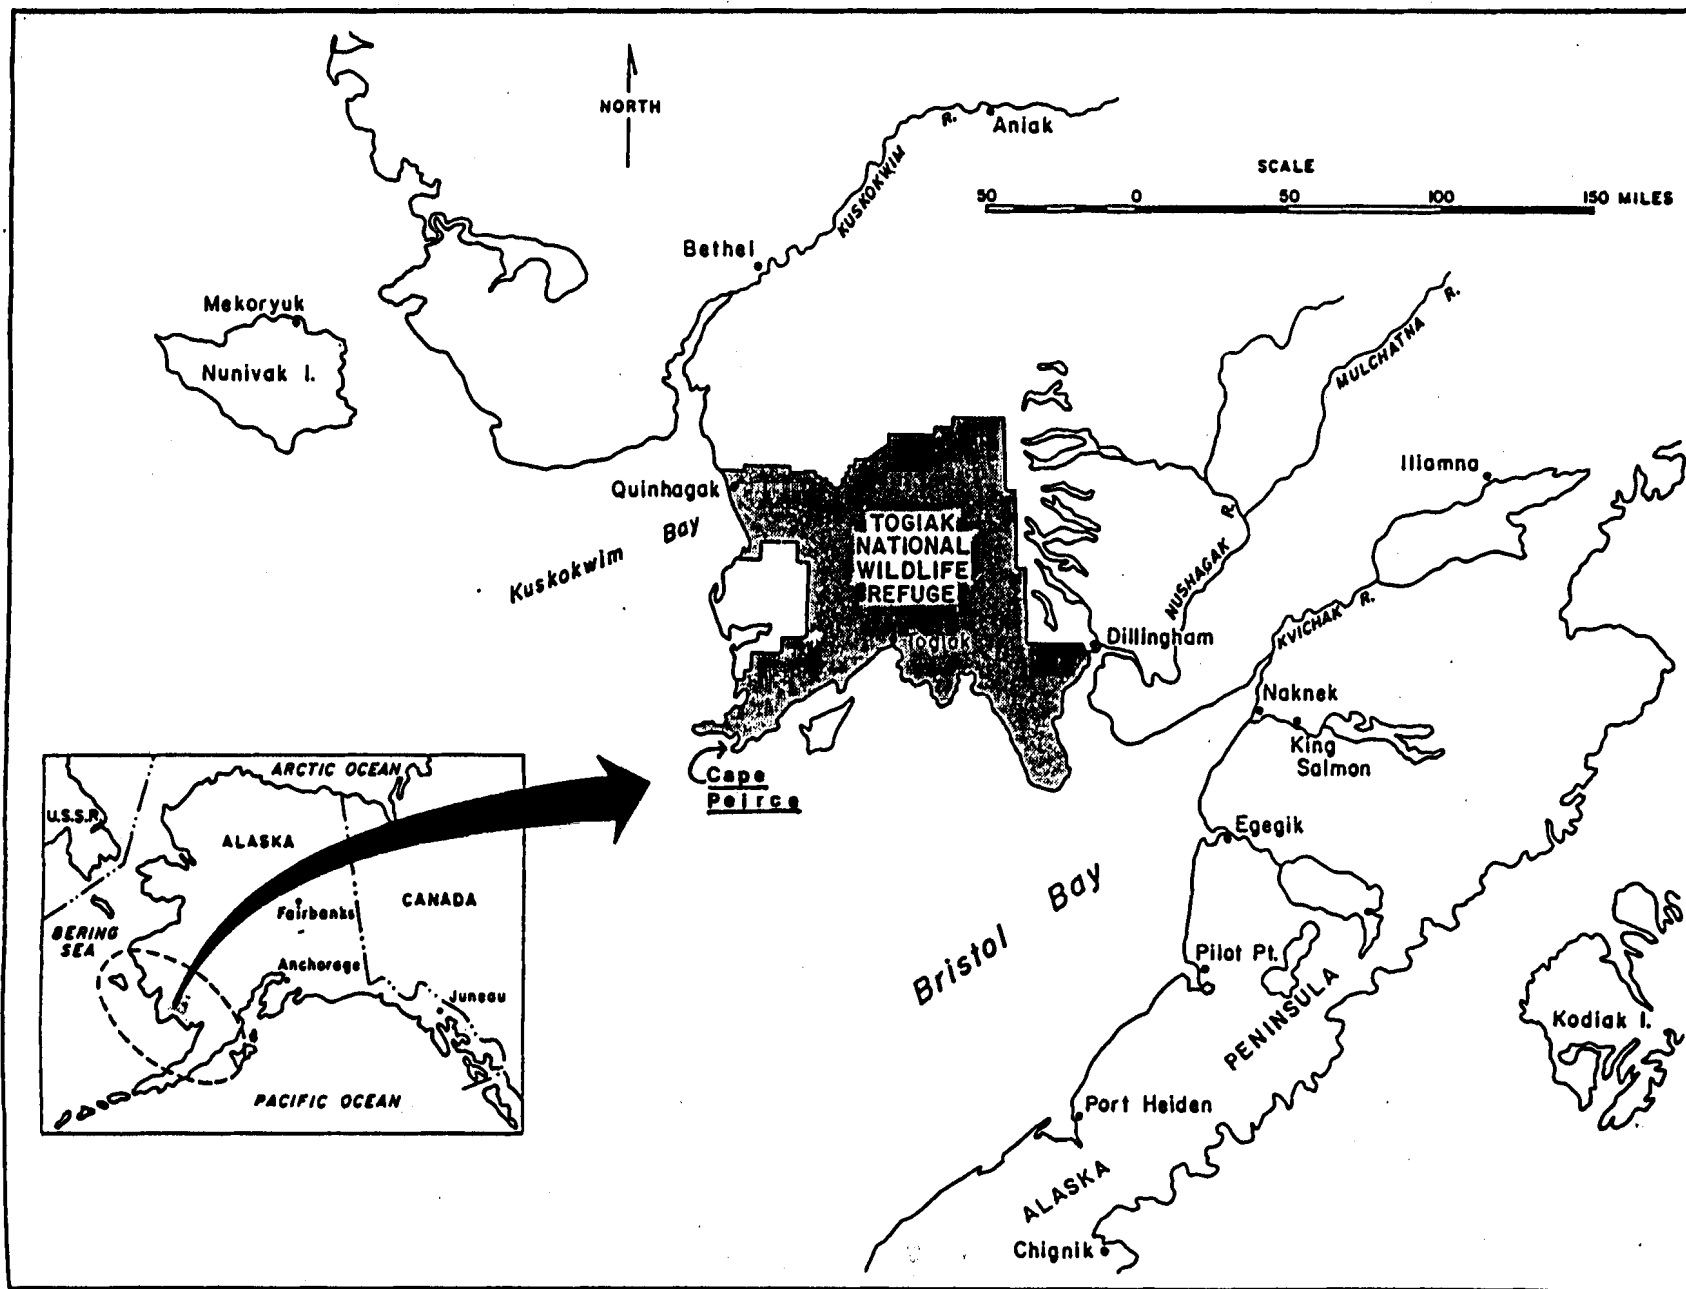 NORTH
KUSKOKWIM
R.
Aniak
SCALE
50 0 50 100 150 MILES
Bethel
Mekoryuk
Nunivak I.
MULCHATNA
R.
Iliamna
Quinhagak
Kuskokwim Bay
TOGIAK
NATIONAL
WILDLIFE
REFUGE
Togiak
NUSHAGAK
R.
Dillingham
KVICHAK
R.
Naknek
King
Salmon
Cape
Peirce
Egegik
Bristol Bay
Pilot Pt.
ALASKA PENINSULA
Kodiak I.
Port Heiden
Chignik
ARCTIC OCEAN
U.S.S.R.
ALASKA
CANADA
Fairbanks
BERING
SEA
Anchorage
Juneau
PACIFIC OCEAN